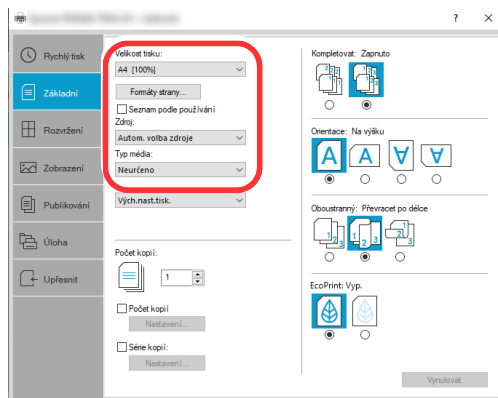 ?
Rychlý tisk
Základní
Rozvržení
Zobrazení
Publikování
Úloha
Upřesnit
Velikost tisku:
A4 [100%]
Formáty strany...
Seznam podle používání
Zdroj:
Autom. volba zdroje
Typ média:
Neurčeno
Vých.nast.tisk.
Počet kopií:
1
Počet kopií
Nastavení...
Série kopií:
Nastavení...
Kompletovat: Zapnuto
Orientace: Na výšku
A A A A
Oboustranný: Převracet po délce
EcoPrint: Vyp.
Vynulovat